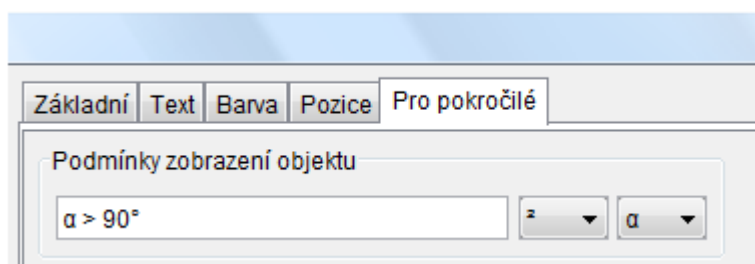 Základní Text Barva Pozice Pro pokročilé
Podmínky zobrazení objektu
α > 90° ² α